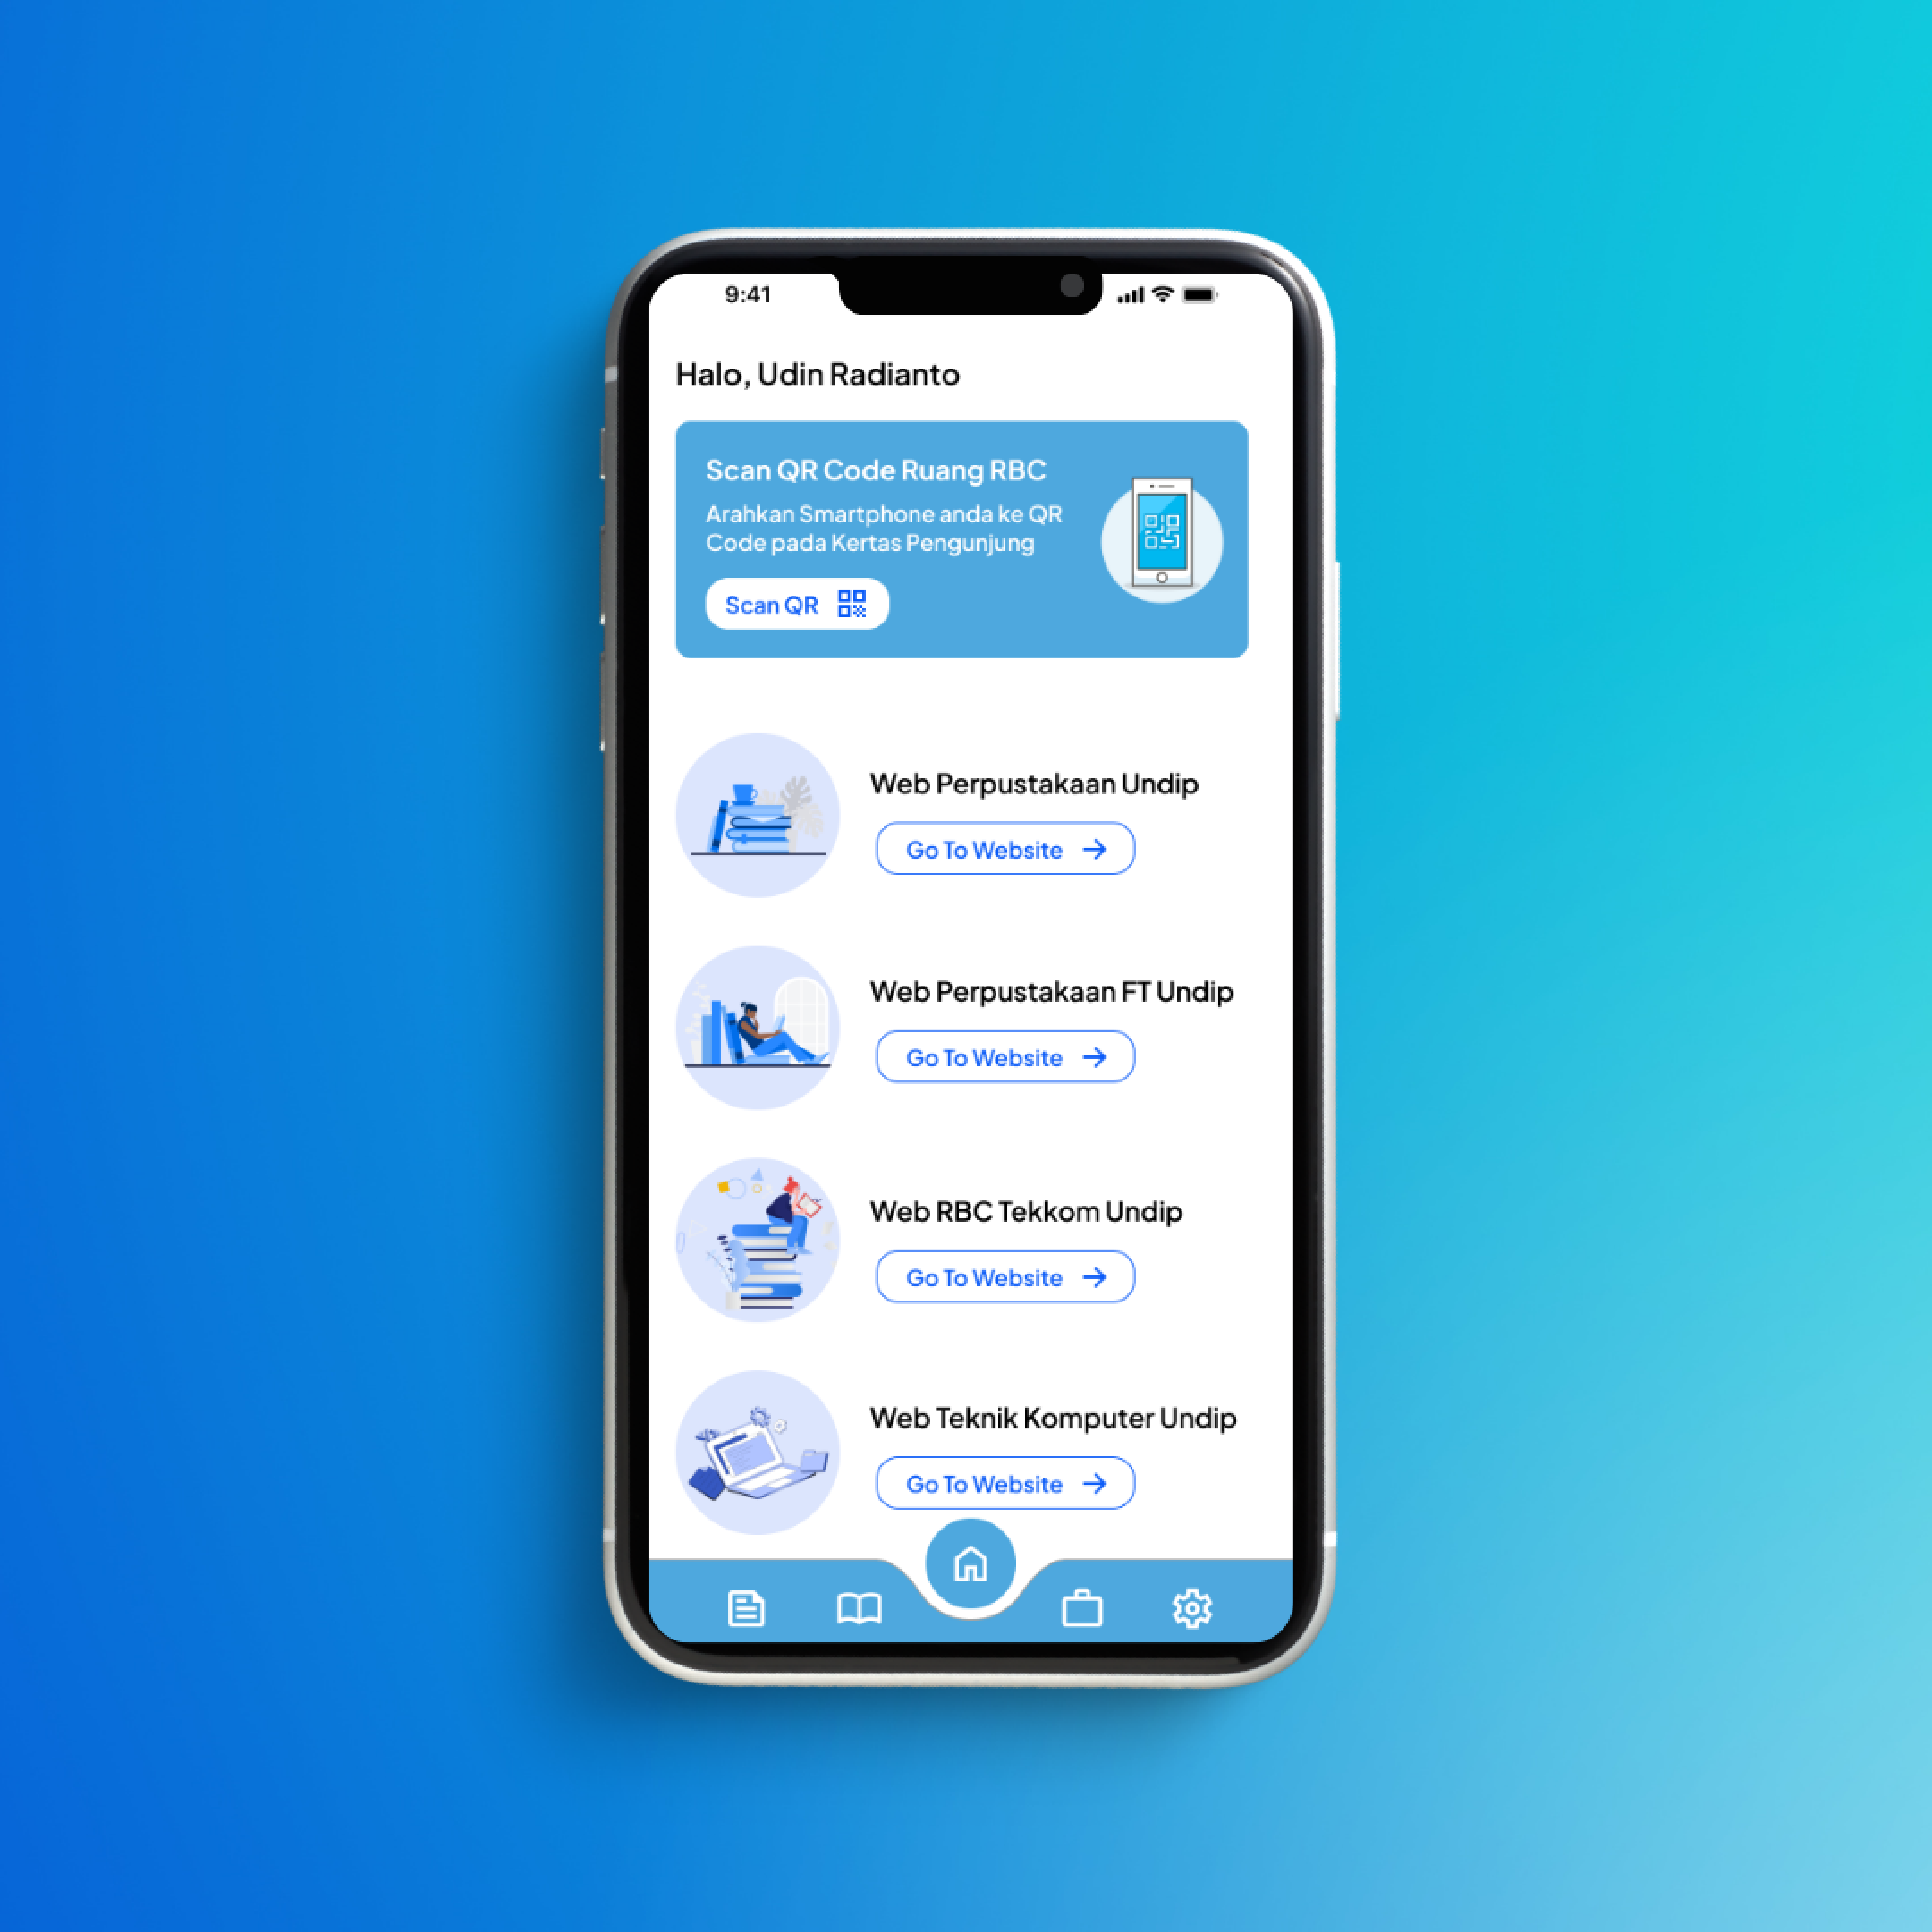 9:41
Halo, Udin Radianto
Scan QR Code Ruang RBC
Arahkan Smartphone anda ke QR
Code pada Kertas Pengunjung
Scan QR
Web Perpustakaan Undip
Go To Website
Web Perpustakaan FT Undip
Go To Website
Web RBC Tekkom Undip
Go To Website
Web Teknik Komputer Undip
Go To Website